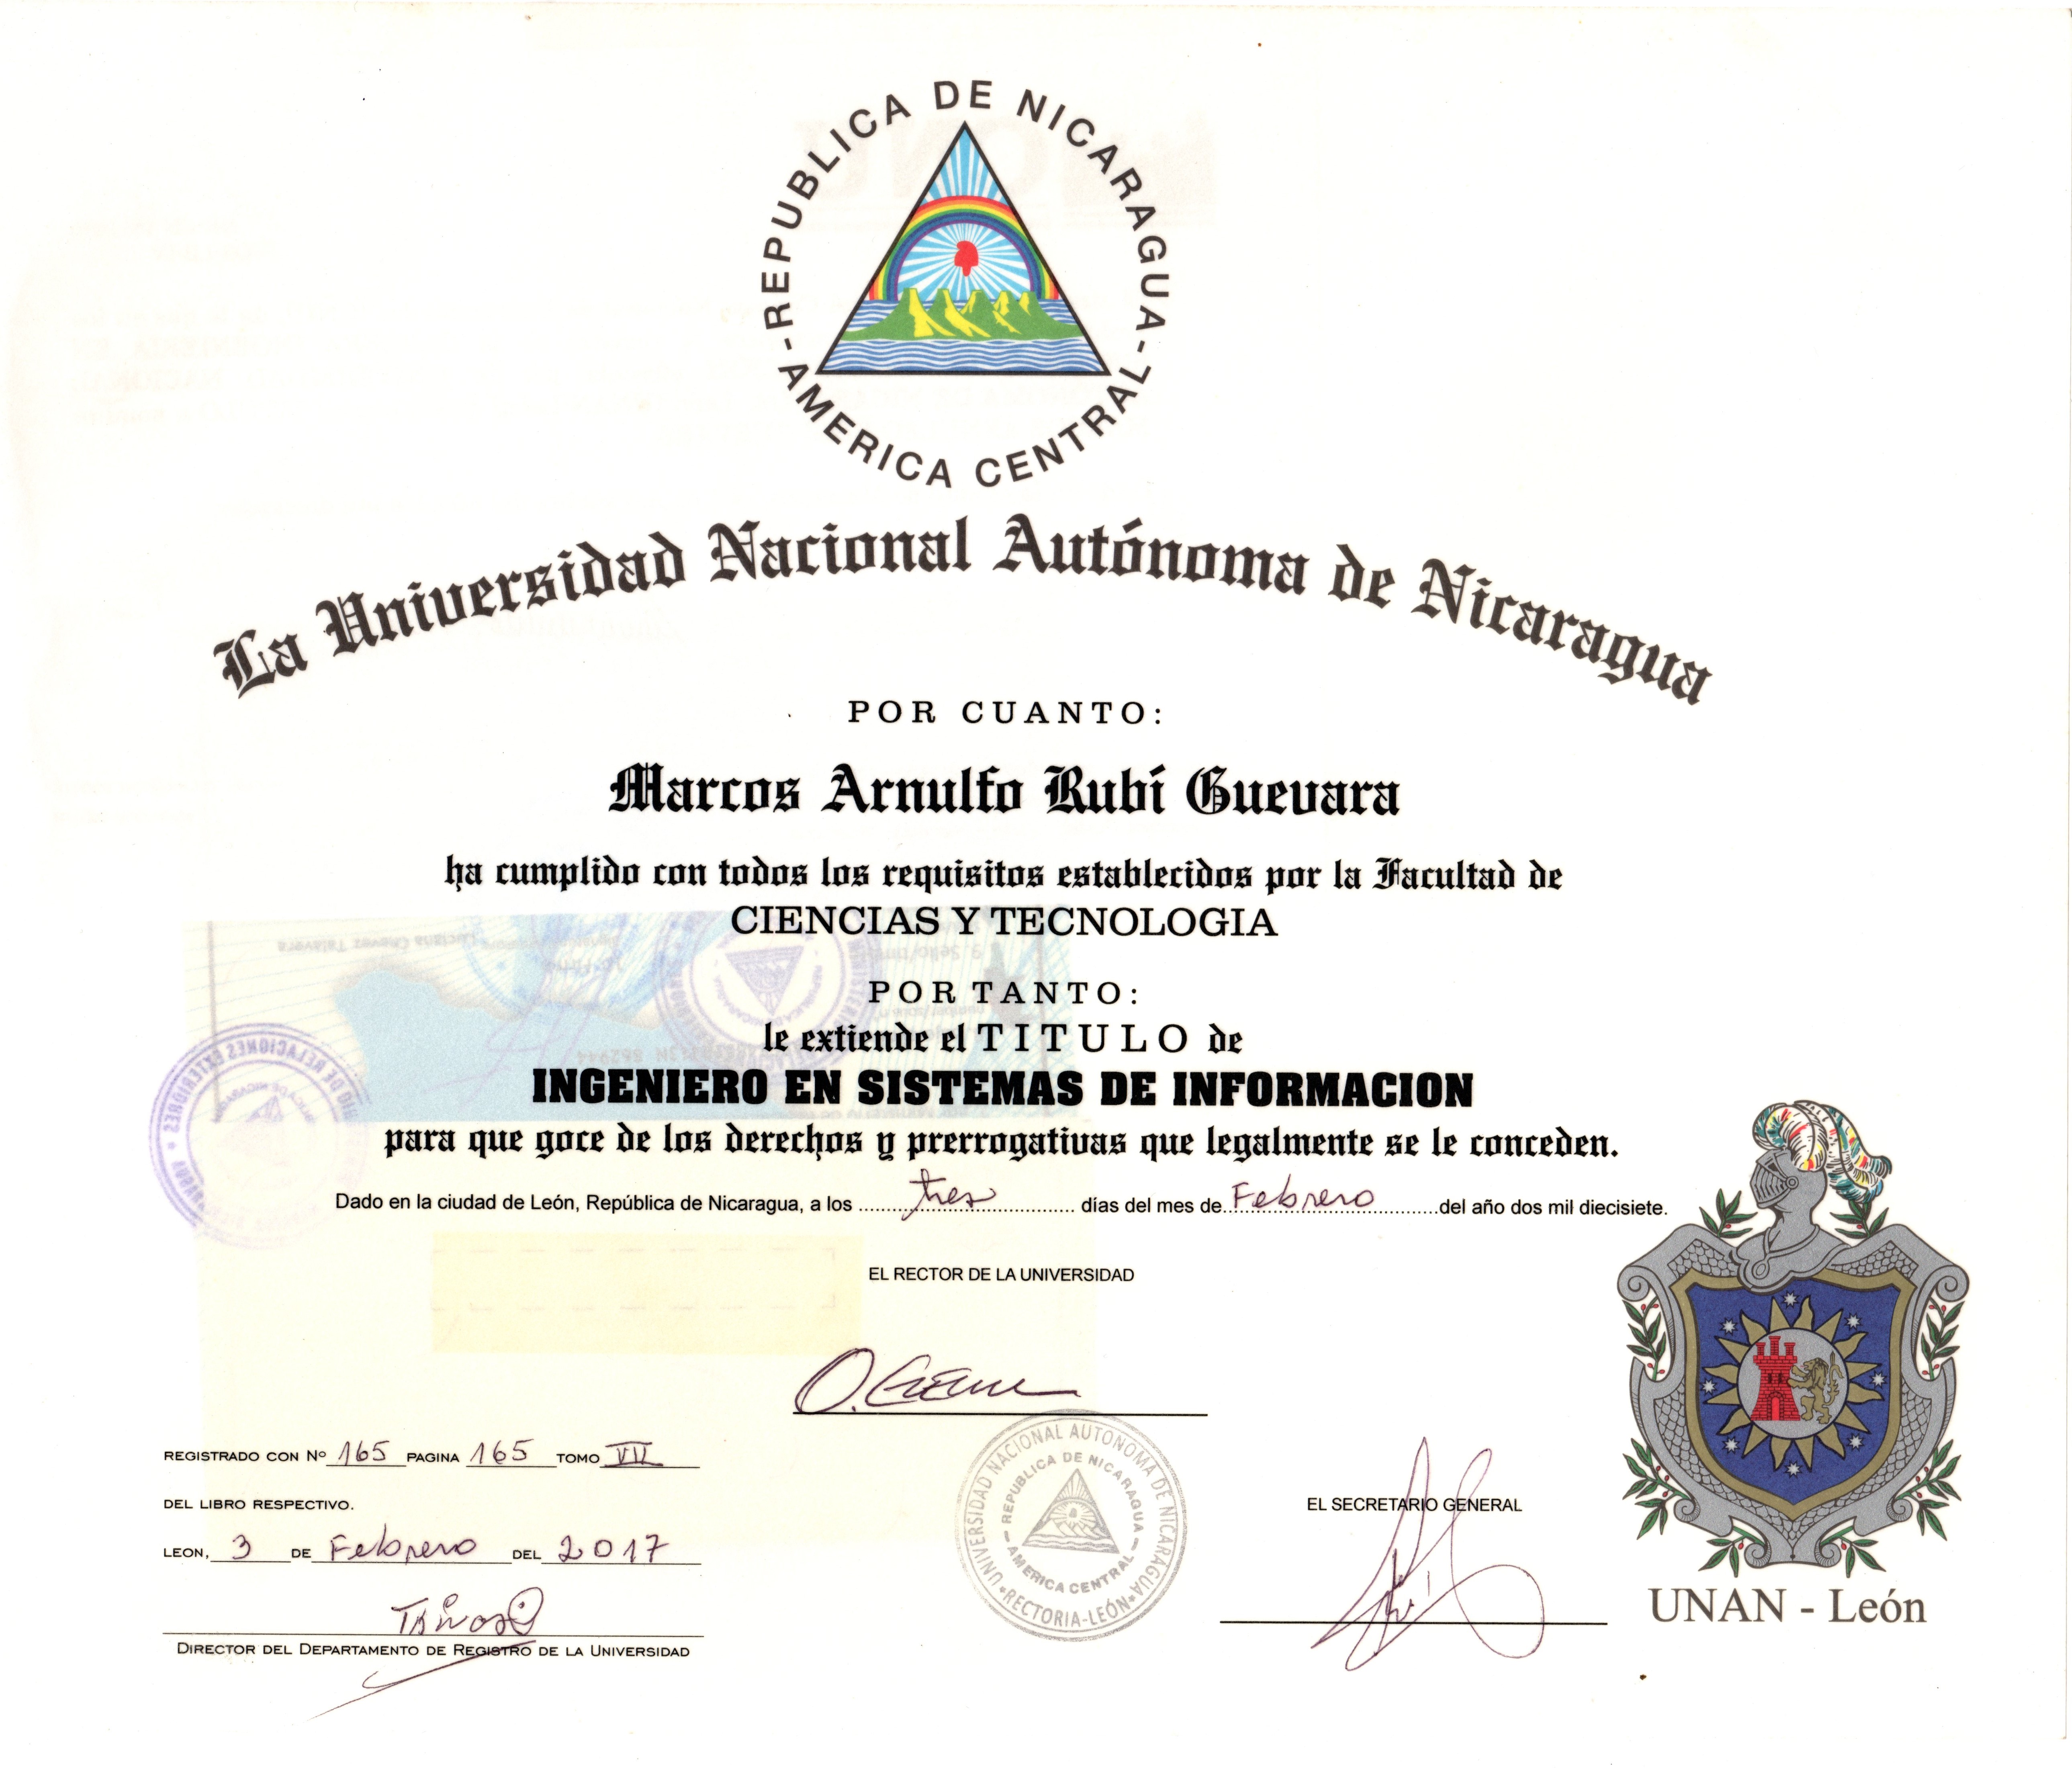 REPUBLICA DE NICARAGUA - AMERICA CENTRAL -
La Universidad Nacional Autónoma de Nicaragua
POR CUANTO:
Marcos Arnulfo Rubí Guevara
ha cumplido con todos los requisitos establecidos por la Facultad de
CIENCIAS Y TECNOLOGIA
POR TANTO:
le extiende el TITULO de
INGENIERO EN SISTEMAS DE INFORMACION
para que goce de los derechos y prerrogativas que legalmente se le conceden.
Dado en la ciudad de León, República de Nicaragua, a los tres días del mes de Febrero del año dos mil diecisiete.
EL RECTOR DE LA UNIVERSIDAD
REGISTRADO CON Nº 165 PAGINA 165 TOMO VII
DEL LIBRO RESPECTIVO.
LEON, 3 DE Febrero DEL 2017
DIRECTOR DEL DEPARTAMENTO DE REGISTRO DE LA UNIVERSIDAD
UNIVERSIDAD NACIONAL AUTONOMA DE NICARAGUA
RECTORIA-LEÓN
REPUBLICA DE NICARAGUA
AMERICA CENTRAL
EL SECRETARIO GENERAL
UNAN - León